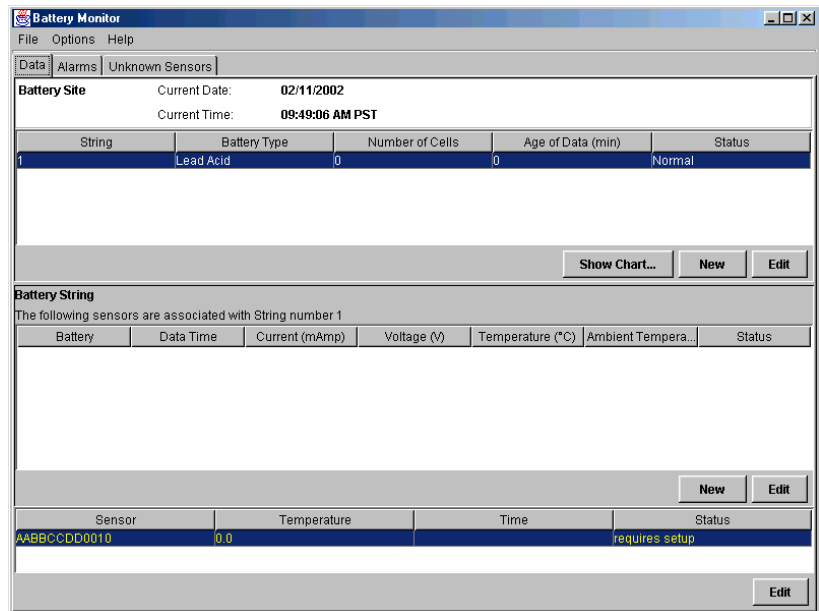 Battery Monitor
File Options Help
Data Alarms Unknown Sensors
Battery Site Current Date: 02/11/2002
Current Time: 09:49:06 AM PST
String Battery Type Number of Cells Age of Data (min) Status
1 Lead Acid 0 0 Normal
Show Chart... New Edit
Battery String
The following sensors are associated with String number 1
Battery Data Time Current (mAmp) Voltage (V) Temperature (°C) Ambient Tempera... Status
New Edit
Sensor Temperature Time Status
AABBCCDD0010 0.0 requires setup
Edit